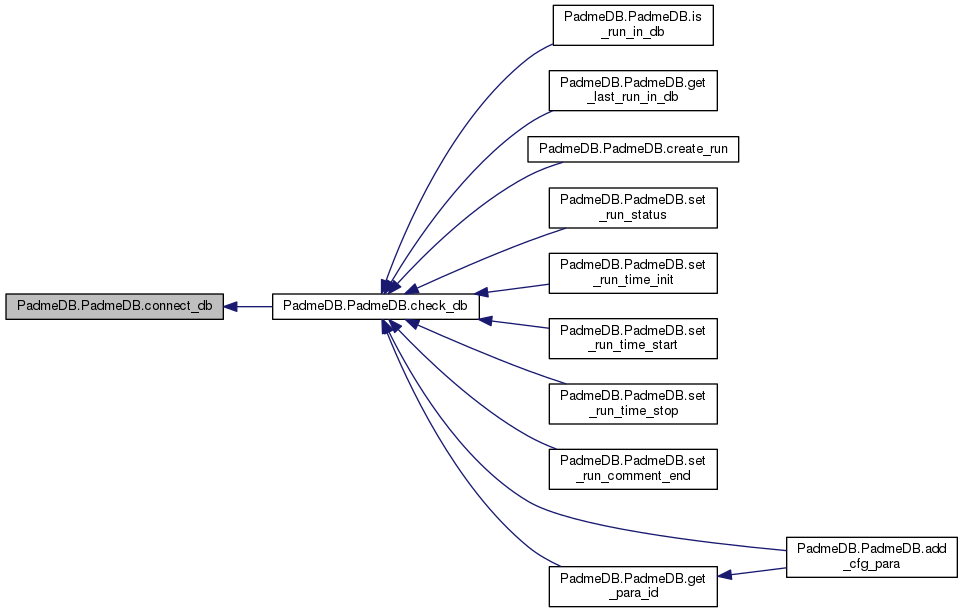 PadmeDB.PadmeDB.is
_run_in_db
PadmeDB.PadmeDB.get
_last_run_in_db
PadmeDB.PadmeDB.create_run
PadmeDB.PadmeDB.set
_run_status
PadmeDB.PadmeDB.set
_run_time_init
PadmeDB.PadmeDB.connect_db
PadmeDB.PadmeDB.check_db
PadmeDB.PadmeDB.set
_run_time_start
PadmeDB.PadmeDB.set
_run_time_stop
PadmeDB.PadmeDB.set
_run_comment_end
PadmeDB.PadmeDB.add
_cfg_para
PadmeDB.PadmeDB.get
_para_id